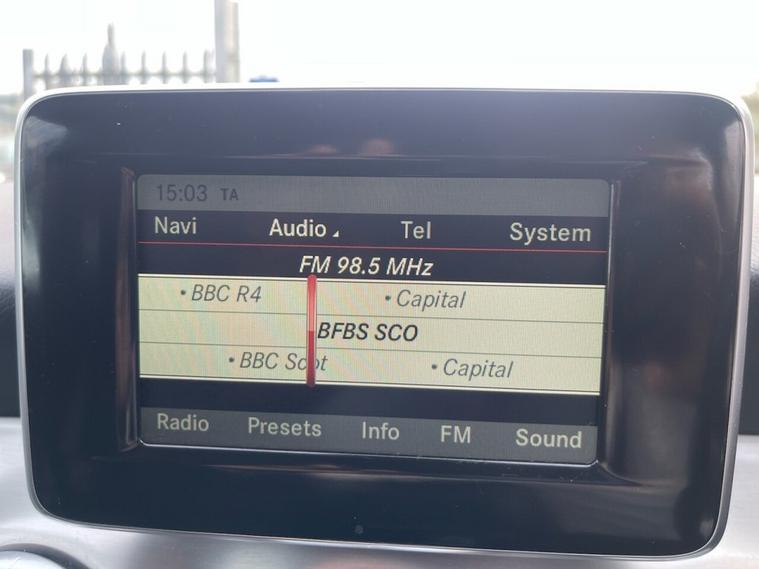 15:03 TA
Navi Audio Tel System
FM 98.5 MHz
• BBC R4 • Capital
BFBS SCO
• BBC Scot • Capital
Radio Presets Info FM Sound